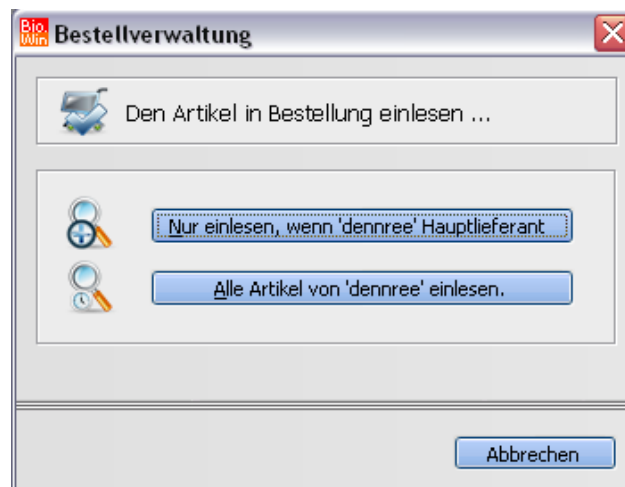 Bio.
Win
Bestellverwaltung
Den Artikel in Bestellung einlesen ...
Nur einlesen, wenn 'dennree' Hauptlieferant
Alle Artikel von 'dennree' einlesen.
Abbrechen